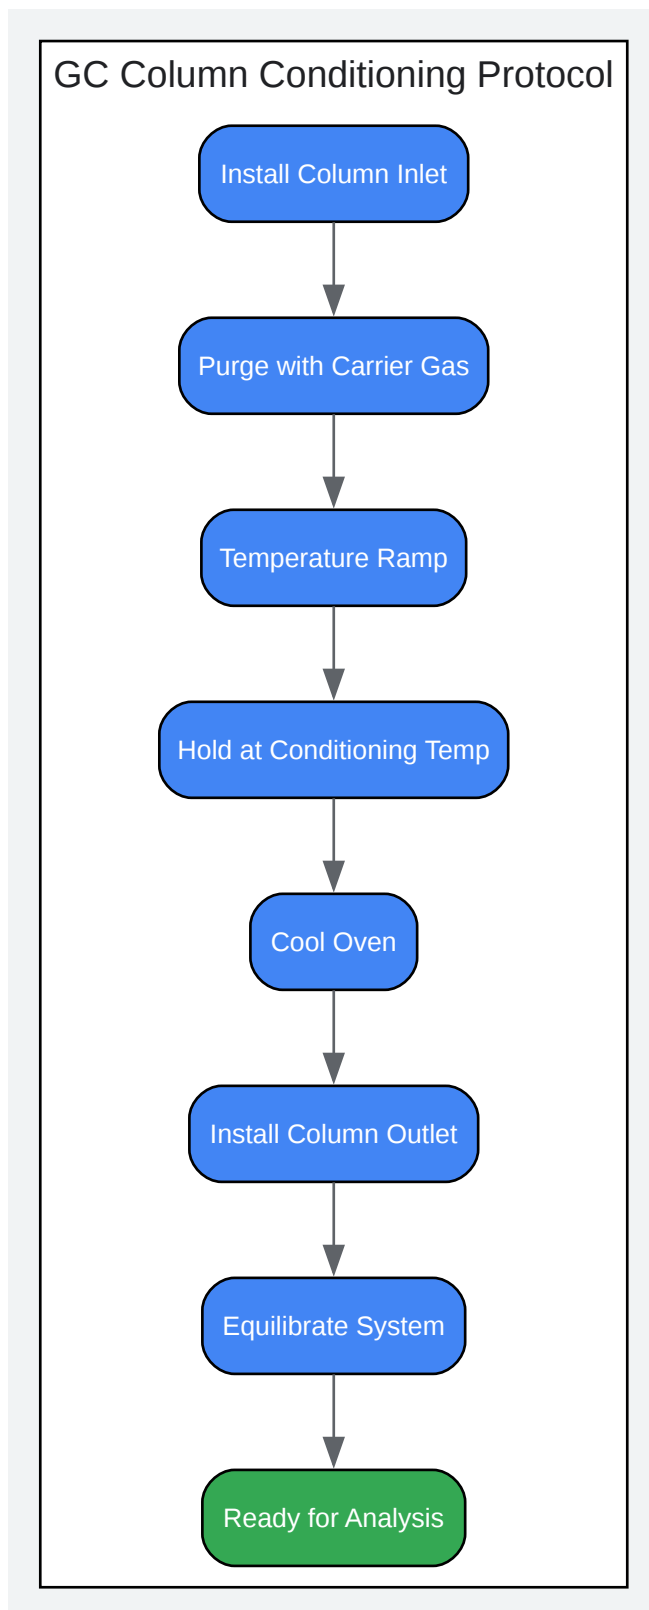 GC Column Conditioning Protocol
Install Column Inlet
Purge with Carrier Gas
Temperature Ramp
Hold at Conditioning Temp
Cool Oven
Install Column Outlet
Equilibrate System
Ready for Analysis